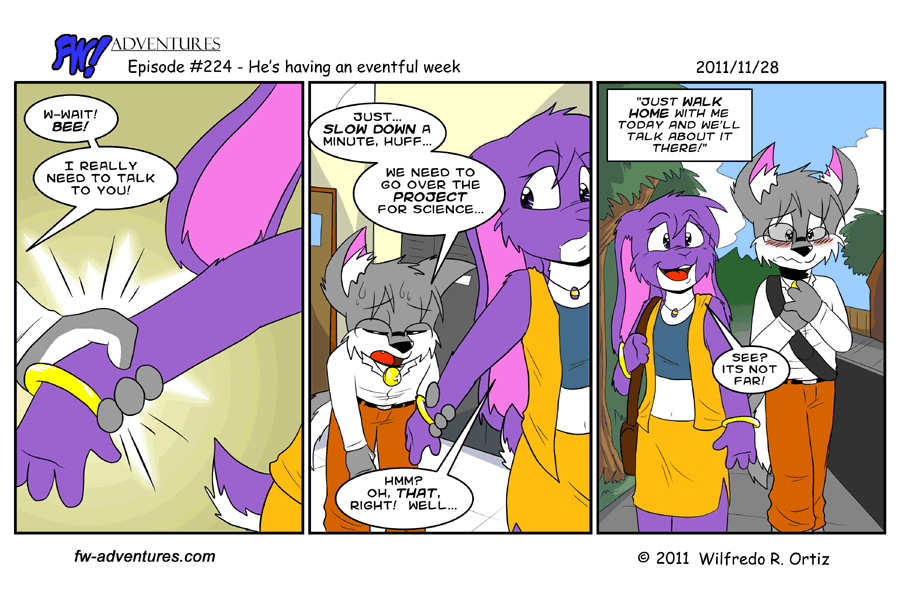 FW! ADVENTURES
Episode #224 - He's having an eventful week
2011/11/28
W-WAIT!
BEE!
I REALLY
NEED TO TALK
TO YOU!
JUST...
SLOW DOWN A
MINUTE, HUFF...
WE NEED TO
GO OVER THE
PROJECT
FOR SCIENCE...
HMM?
OH, THAT,
RIGHT! WELL...
"JUST WALK
HOME WITH ME
TODAY AND WE'LL
TALK ABOUT IT
THERE!"
SEE?
ITS NOT
FAR!
fw-adventures.com
© 2011 Wilfredo R. Ortiz